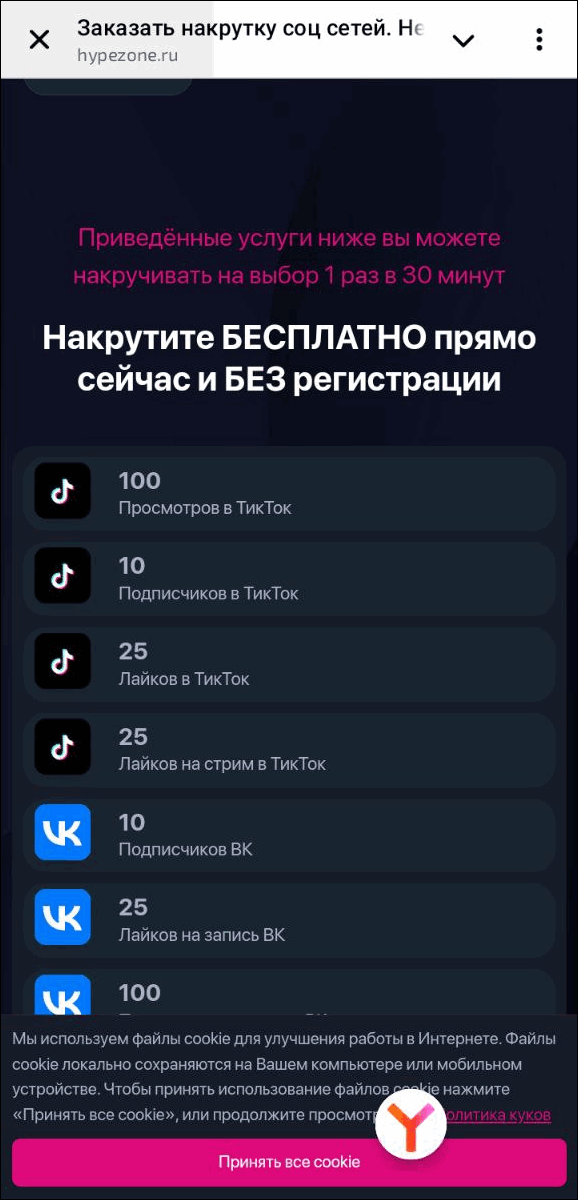 Заказать накрутку соц сетей. Не
hypezone.ru
Приведённые услуги ниже вы можете
накручивать на выбор 1 раз в 30 минут
Накрутите БЕСПЛАТНО прямо
сейчас и БЕЗ регистрации
100
Просмотров в ТикТок
10
Подписчиков в ТикТок
25
Лайков в ТикТок
25
Лайков на стрим в ТикТок
10
Подписчиков ВК
25
Лайков на запись ВК
100
Мы используем файлы cookie для улучшения работы в Интернете. Файлы
cookie локально сохраняются на Вашем компьютере или мобильном
устройстве. Чтобы принять использование файлов cookie нажмите
«Принять все cookie», или продолжите просмот олитика куков
Принять все cookie